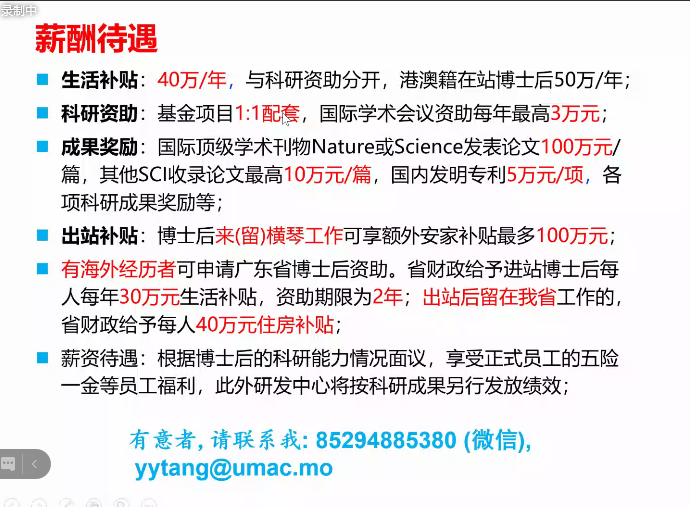 录制中
薪酬待遇
■ 生活补贴：40万/年，与科研资助分开，港澳籍在站博士后50万/年；
■ 科研资助：基金项目1:1配套，国际学术会议资助每年最高3万元；
■ 成果奖励：国际顶级学术刊物Nature或Science发表论文100万元/
篇，其他SCI收录论文最高10万元/篇，国内发明专利5万元/项，各
项科研成果奖励等；
■ 出站补贴：博士后来(留)横琴工作可享额外安家补贴最多100万元；
■ 有海外经历者可申请广东省博士后资助。省财政给予进站博士后每
人每年30万元生活补贴，资助期限为2年；出站后留在我省工作的，
省财政给予每人40万元住房补贴；
■ 薪资待遇：根据博士后的科研能力情况面议，享受正式员工的五险
一金等员工福利，此外研发中心将按科研成果另行发放绩效；
有意者,请联系我: 85294885380 (微信),
yytang@umac.mo